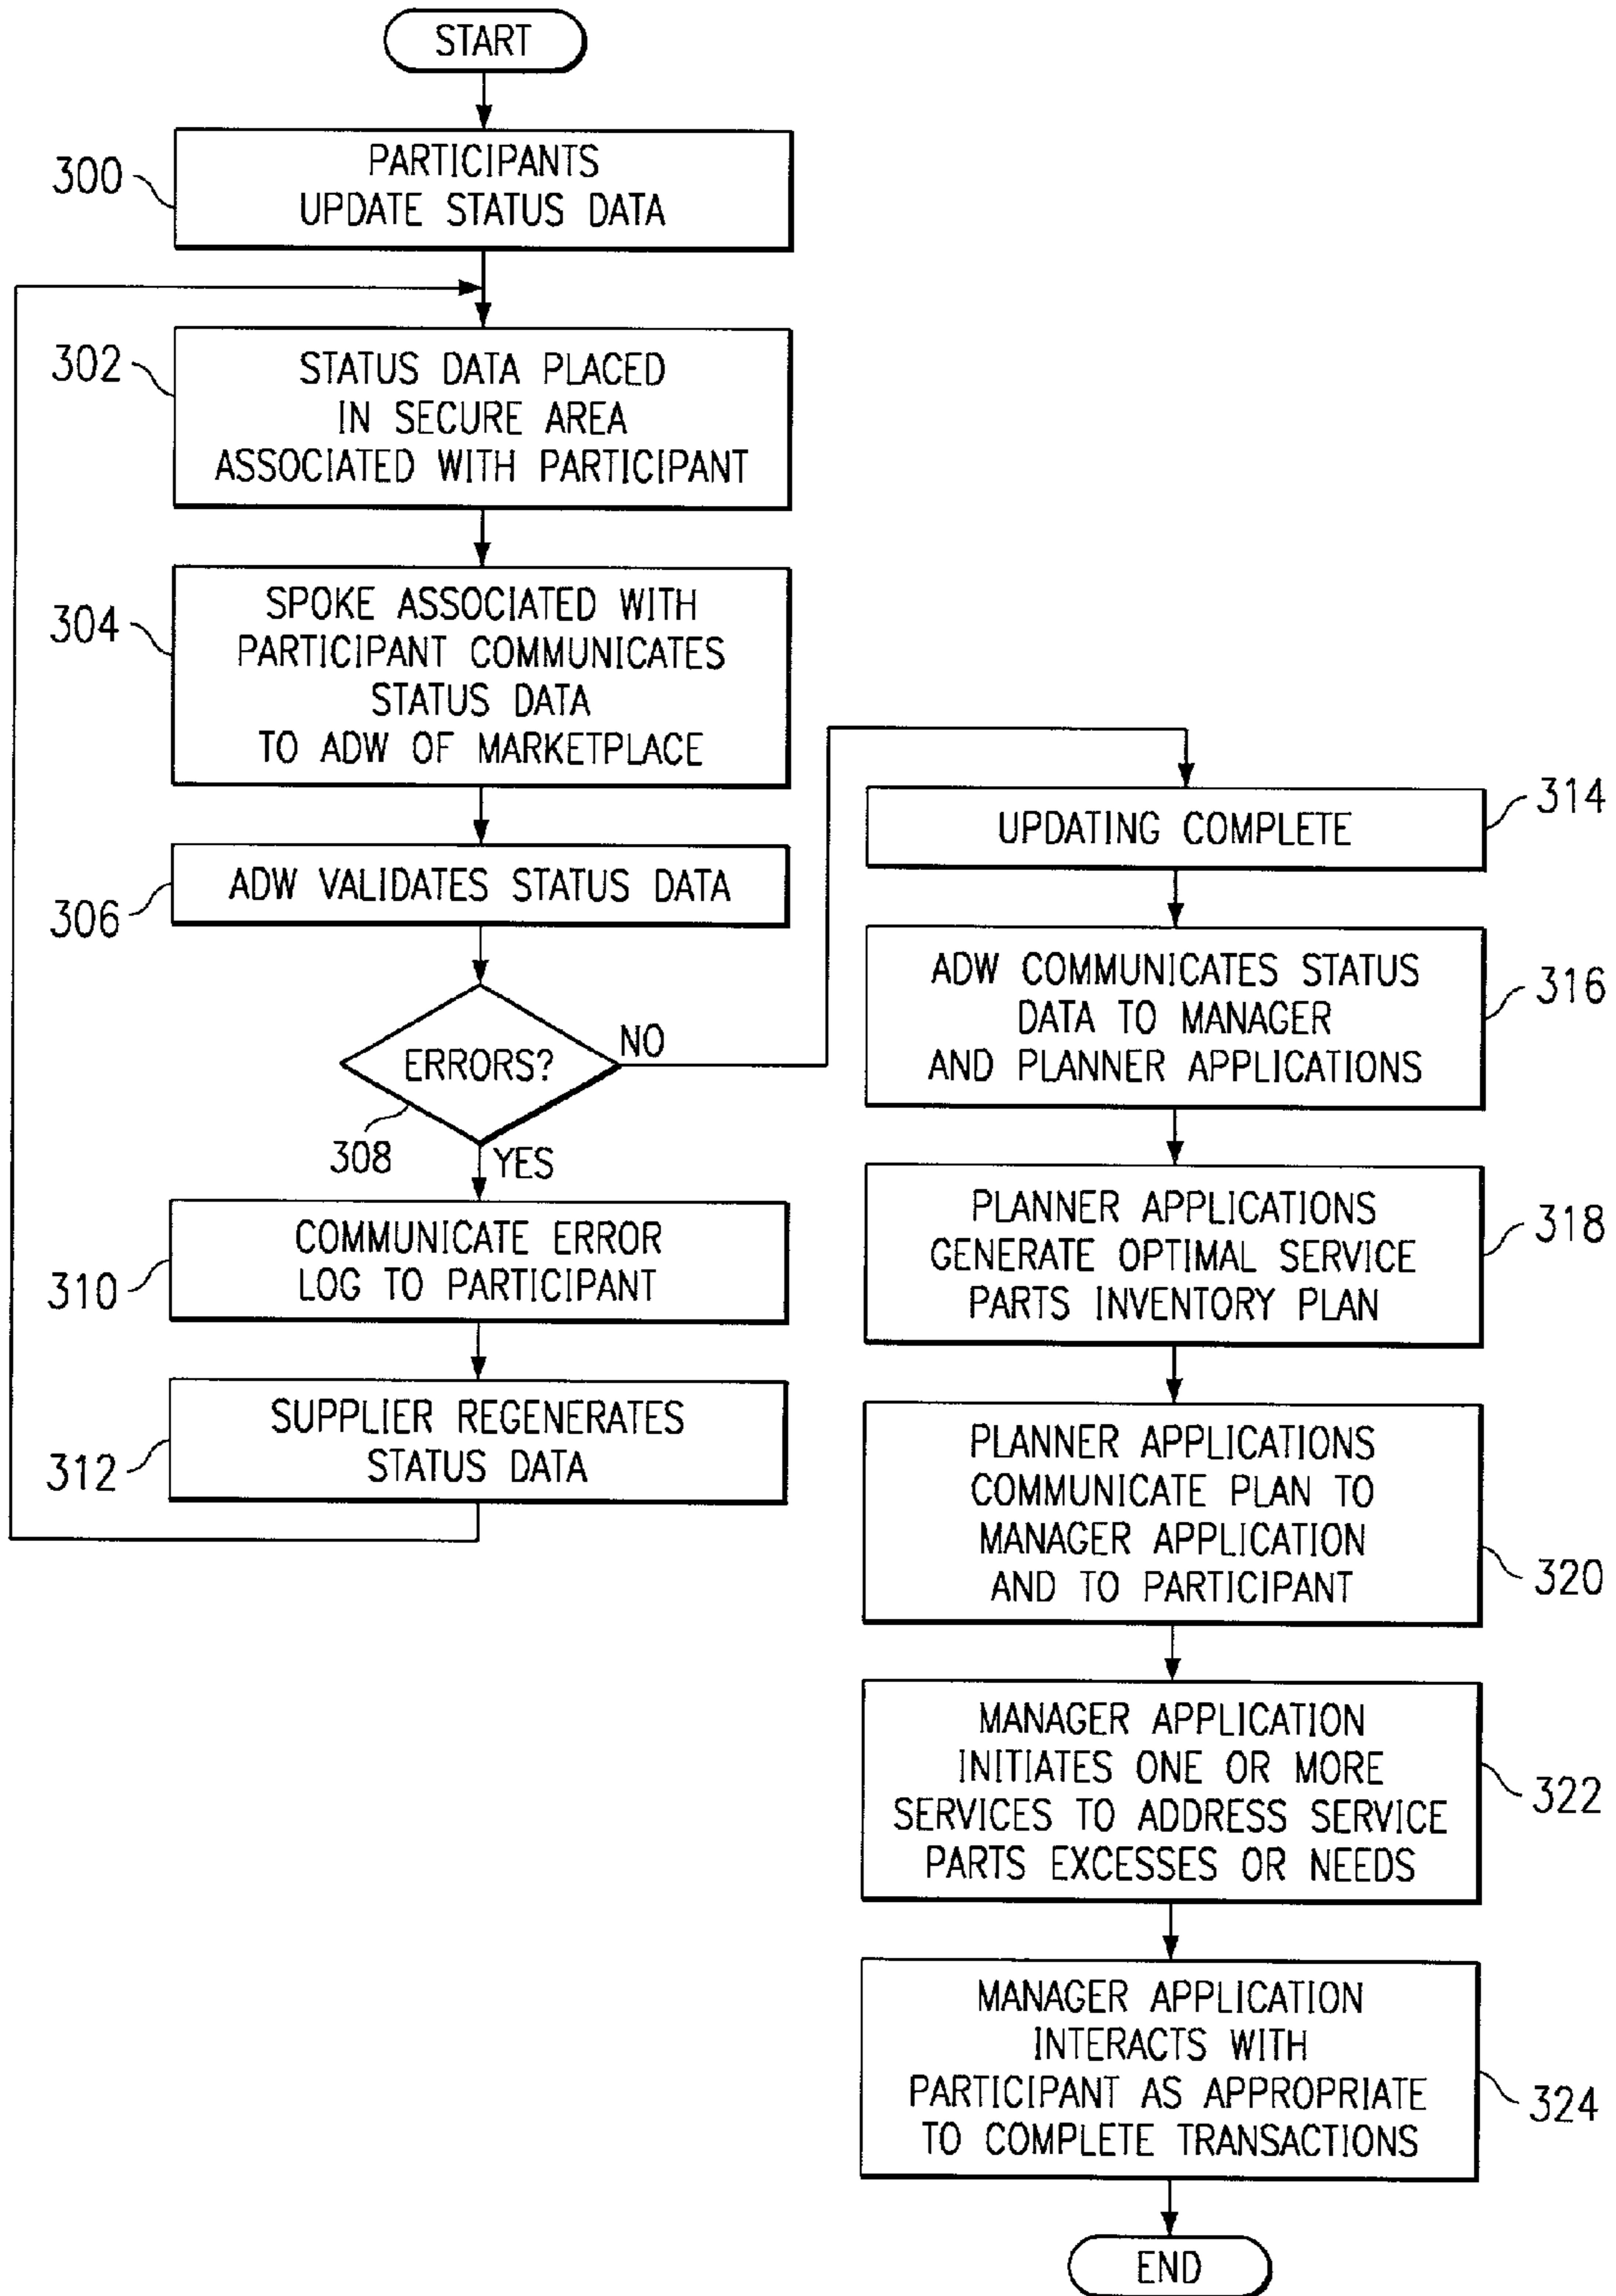 START
300
PARTICIPANTS
UPDATE STATUS DATA
302
STATUS DATA PLACED
IN SECURE AREA
ASSOCIATED WITH PARTICIPANT
304
SPOKE ASSOCIATED WITH
PARTICIPANT COMMUNICATES
STATUS DATA
TO ADW OF MARKETPLACE
306
ADW VALIDATES STATUS DATA
ERRORS?
NO
308
YES
310
COMMUNICATE ERROR
LOG TO PARTICIPANT
312
SUPPLIER REGENERATES
STATUS DATA
UPDATING COMPLETE
314
ADW COMMUNICATES STATUS
DATA TO MANAGER
AND PLANNER APPLICATIONS
316
PLANNER APPLICATIONS
GENERATE OPTIMAL SERVICE
PARTS INVENTORY PLAN
318
PLANNER APPLICATIONS
COMMUNICATE PLAN TO
MANAGER APPLICATION
AND TO PARTICIPANT
320
MANAGER APPLICATION
INITIATES ONE OR MORE
SERVICES TO ADDRESS SERVICE
PARTS EXCESSES OR NEEDS
322
MANAGER APPLICATION
INTERACTS WITH
PARTICIPANT AS APPROPRIATE
TO COMPLETE TRANSACTIONS
324
END